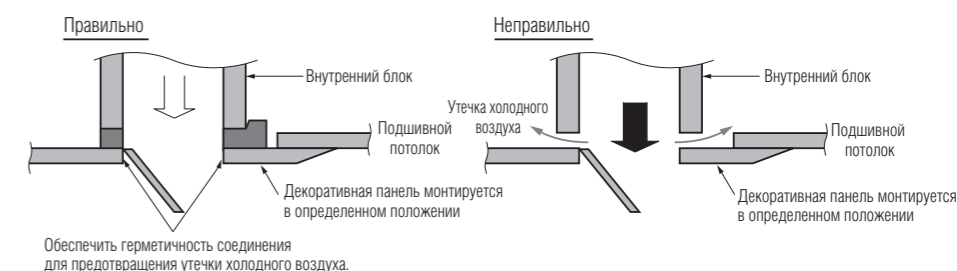 Правильно
Внутренний блок
Подшивной
потолок
Декоративная панель монтируется
в определенном положении
Обеспечить герметичность соединения
для предотвращения утечки холодного воздуха.
Неправильно
Внутренний блок
Утечка холодного
воздуха
Подшивной
потолок
Декоративная панель монтируется
в определенном положении